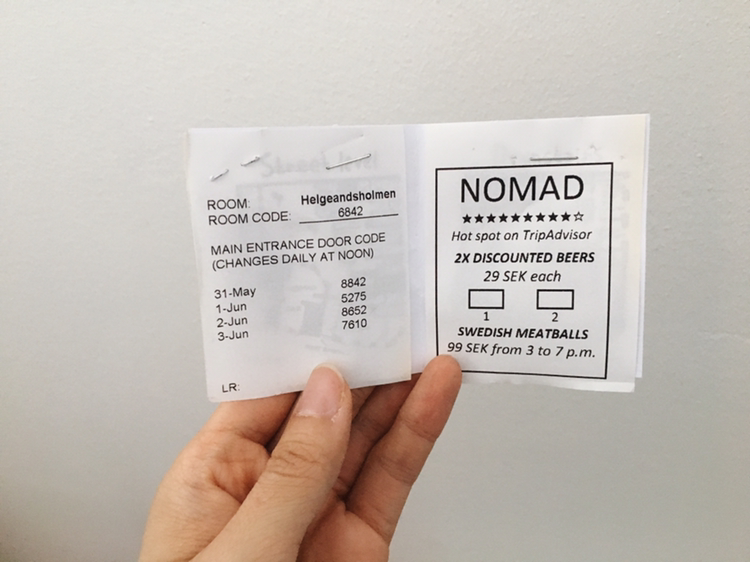 ROOM: Helgeandsholmen
ROOM CODE: 6842
MAIN ENTRANCE DOOR CODE
(CHANGES DAILY AT NOON)
31-May 8842
1-Jun 5275
2-Jun 8652
3-Jun 7610
LR:
NOMAD
★★★★★★★★★☆
Hot spot on TripAdvisor
2X DISCOUNTED BEERS
29 SEK each
1 2
SWEDISH MEATBALLS
99 SEK from 3 to 7 p.m.